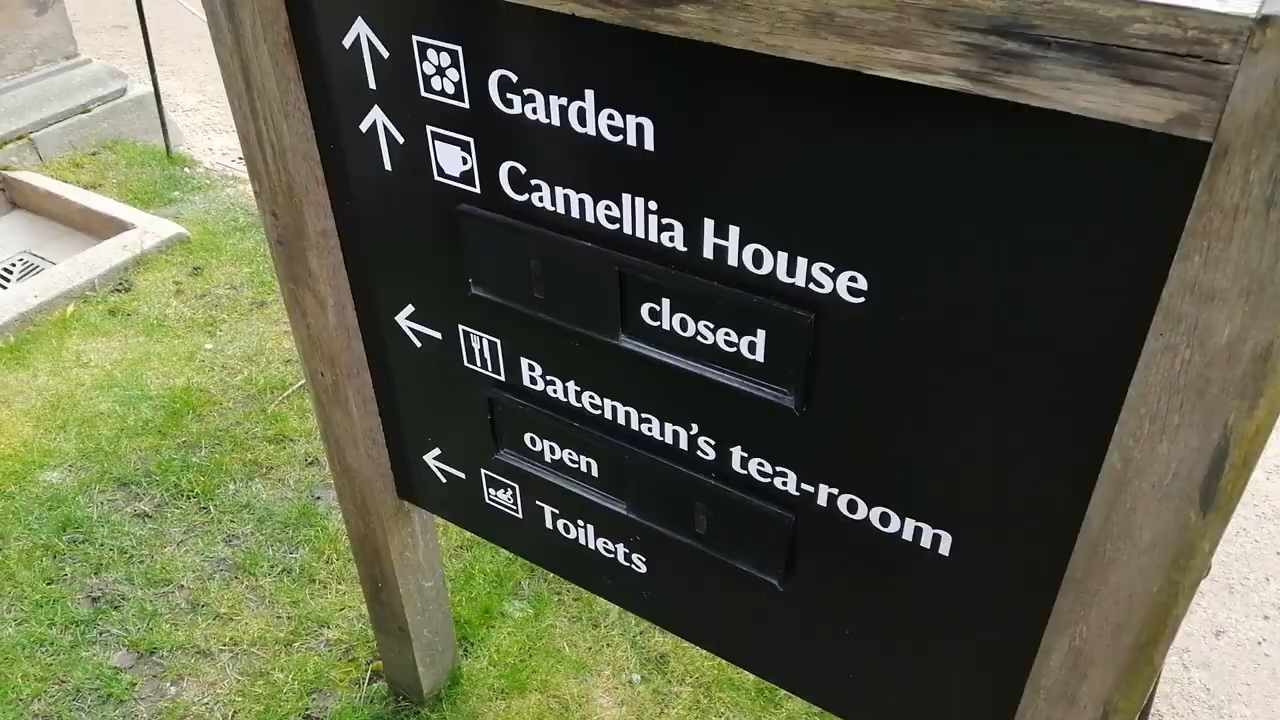 Garden
Camellia House
closed
Bateman's tea-room
open
Toilets